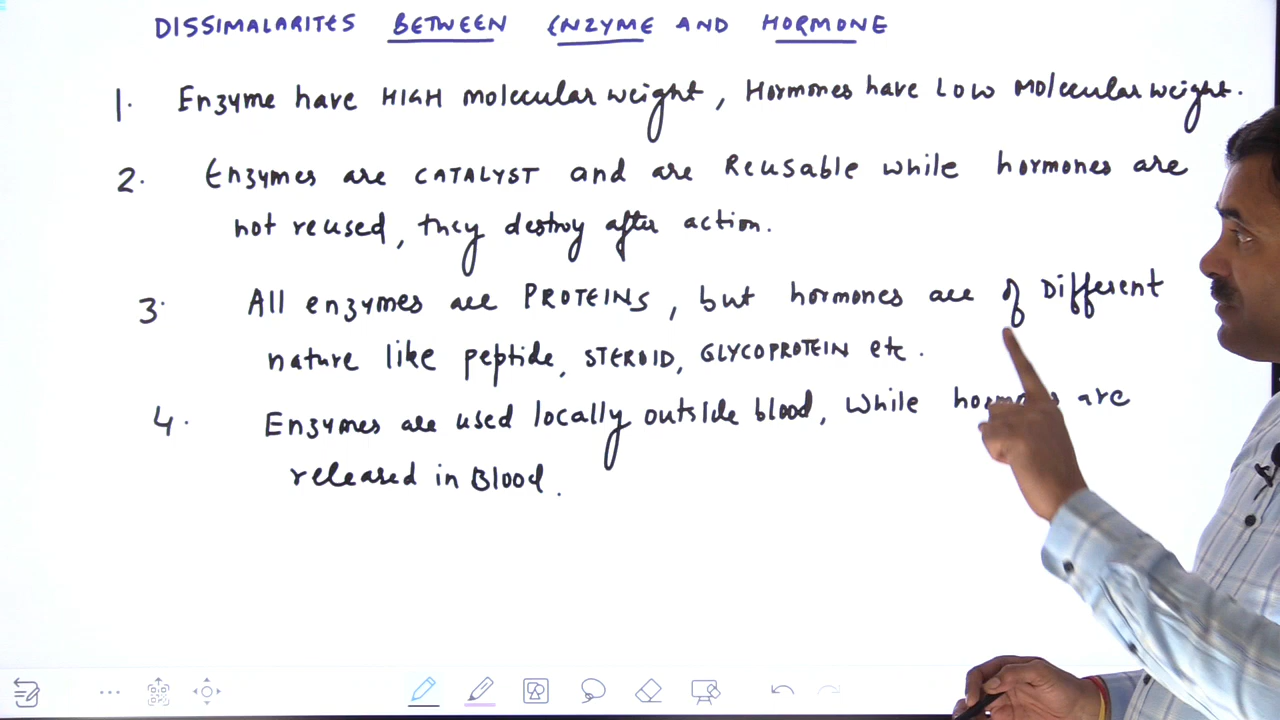 DISSIMALARITES BETWEEN ENZYME AND HORMONE
1. Enzyme have HIGH molecular weight, Hormones have LOW Molecular weight.
2. Enzymes are CATALYST and are Reusable while hormones are
not reused, they destroy after action.
3. All enzymes are PROTEINS, but hormones are of Different
nature like peptide, STEROID, GLYCOPROTEIN etc.
4. Enzymes are used locally outside blood, while hormones are
released in Blood.